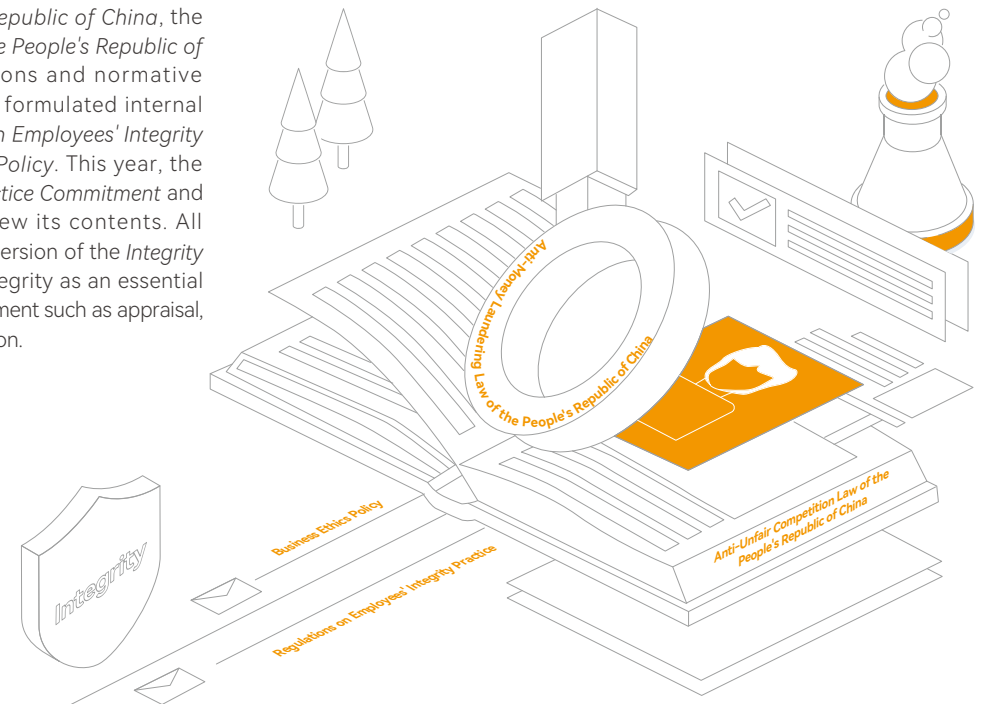 epublic of China, the
e People's Republic of
ons and normative
formulated internal
n Employees' Integrity
Policy. This year, the
tice Commitment and
ew its contents. All
ersion of the Integrity
egrity as an essential
ment such as appraisal,
on.
Anti-Money Laundering Law of the People's Republic of China
Anti-Unfair Competition Law of the
People's Republic of China
Business Ethics Policy
Regulations on Employees' Integrity Practice
Integrity